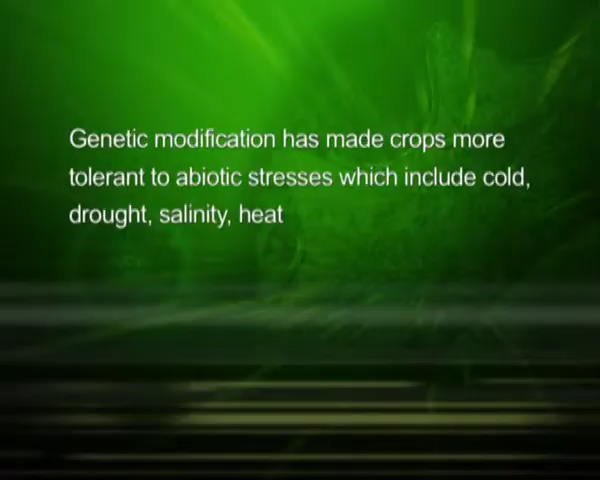 Genetic modification has made crops more
tolerant to abiotic stresses which include cold,
drought, salinity, heat